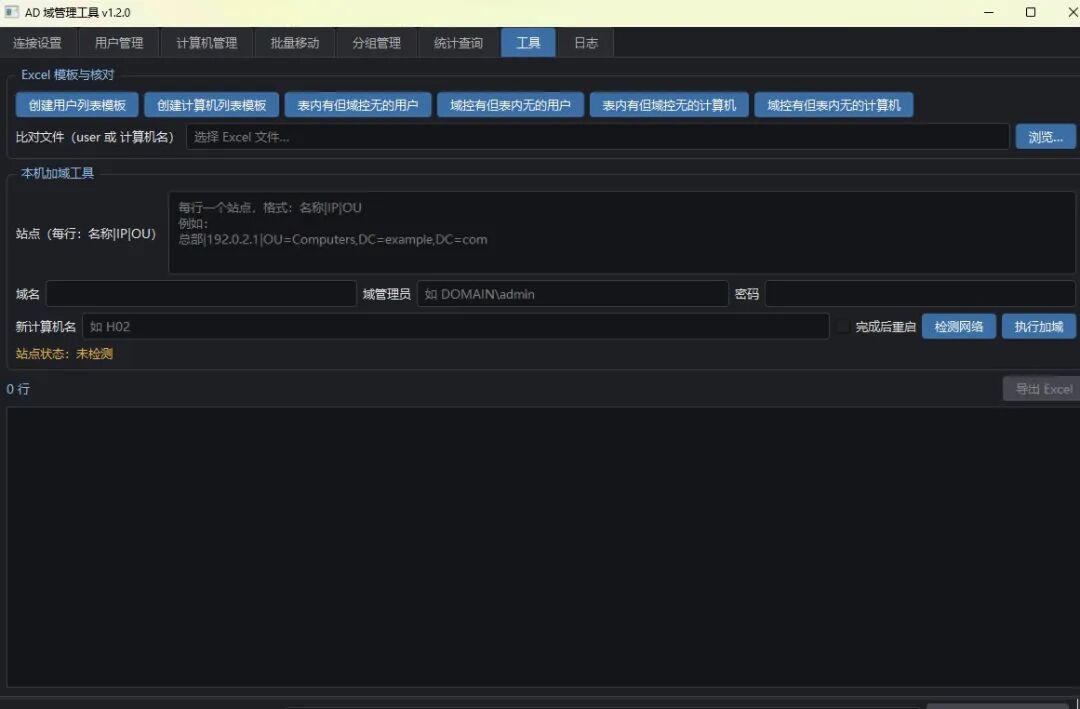 AD 域管理工具 v1.2.0
连接设置 用户管理 计算机管理 批量移动 分组管理 统计查询 工具 日志
Excel 模板与核对
创建用户列表模板 创建计算机列表模板 表内有但域控无的用户 域控有但表内无的用户 表内有但域控无的计算机 域控有但表内无的计算机
比对文件（user 或 计算机名） 选择 Excel 文件... 浏览...
本机加域工具
每行一个站点，格式：名称|IP|OU
例如：
站点（每行：名称|IP|OU）
总部|192.0.2.1|OU=Computers,DC=example,DC=com
域名 域管理员 如 DOMAIN\admin 密码
新计算机名 如 H02 完成后重启 检测网络 执行加域
站点状态：未检测
0 行 导出 Excel